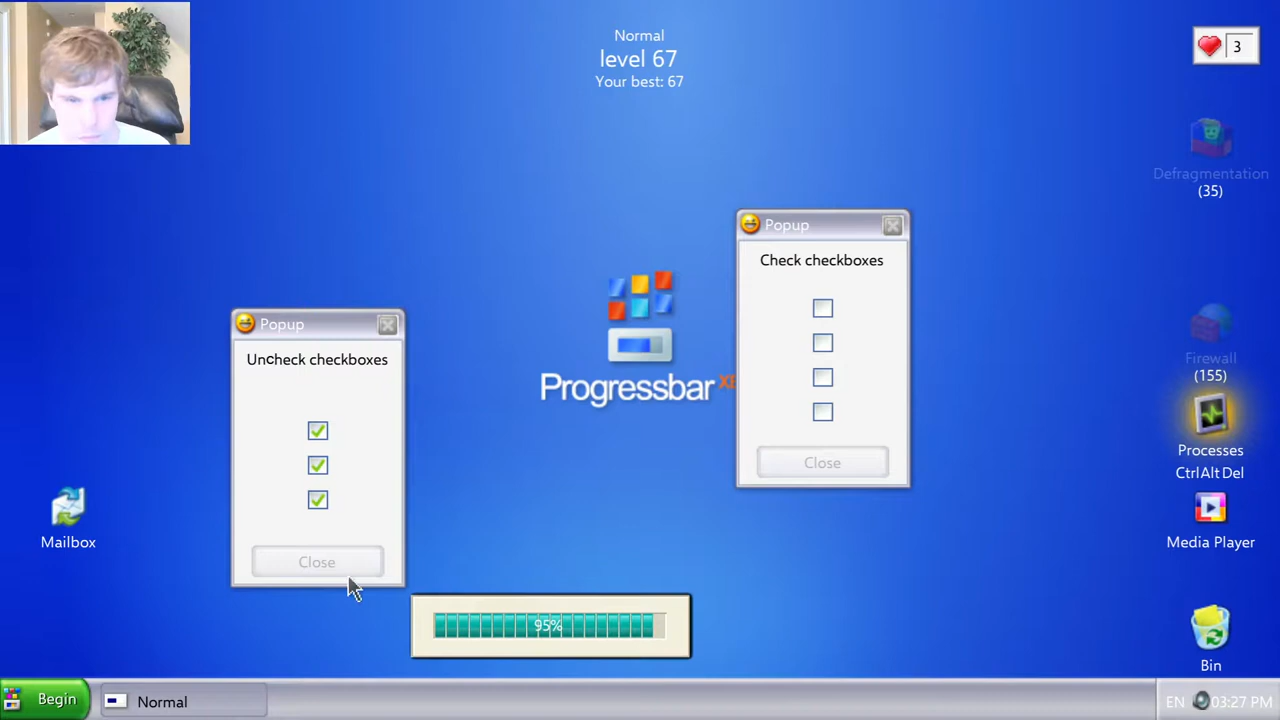 Normal
level 67
Your best: 67
3
Defragmentation
(35)
Popup
Check checkboxes
Close
Popup
Uncheck checkboxes
Close
Progressbar
Firewall
(155)
Processes
CtrlAltDel
Media Player
Mailbox
95%
Bin
Begin
Normal
EN
03:27 PM